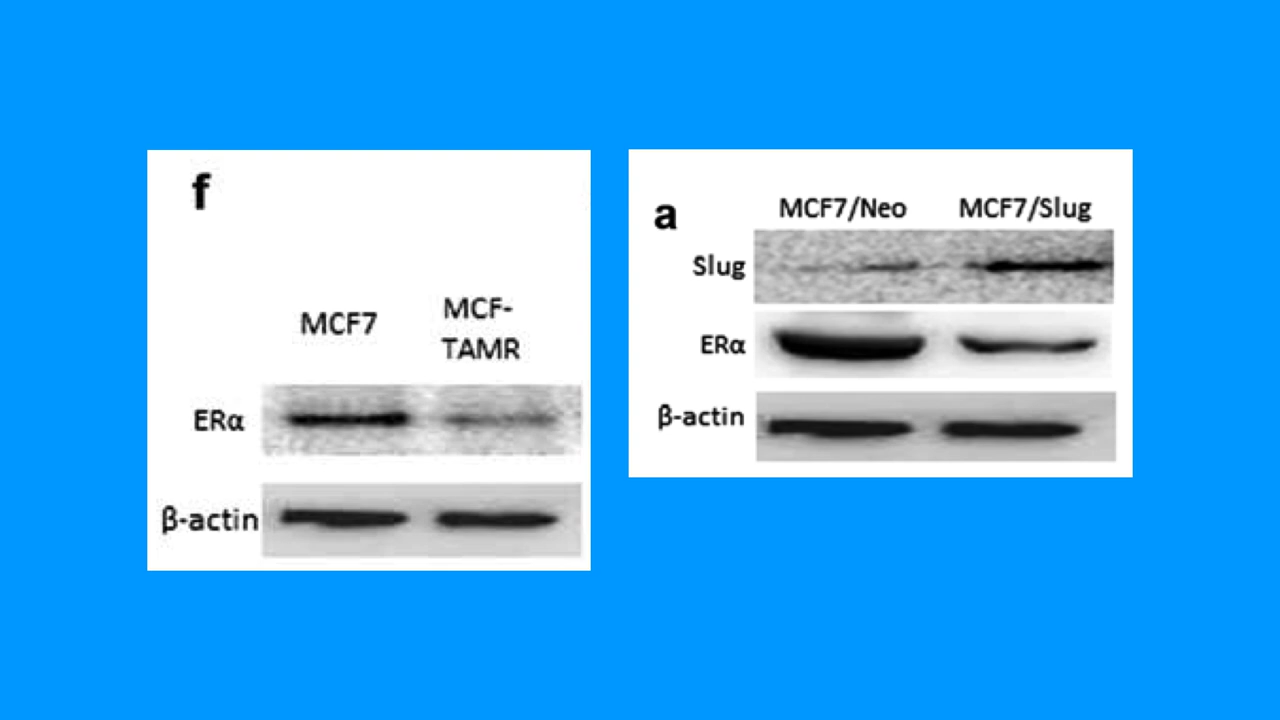 f
MCF7
MCF-
TAMR
ERα
β-actin
a
MCF7/Neo
MCF7/Slug
Slug
ERα
β-actin